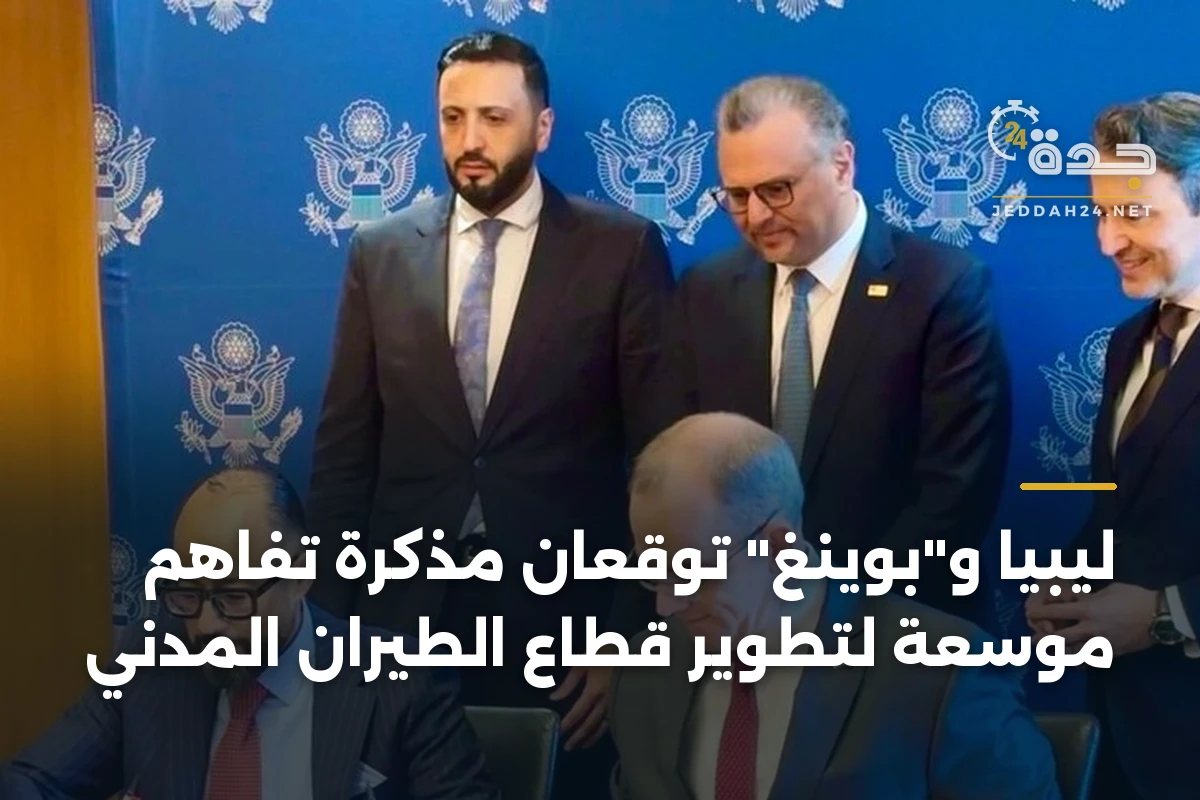 24
جدة
JEDDAH24.NET
ليبيا و"بوينغ" توقعان مذكرة تفاهم
موسعة لتطوير قطاع الطيران المدني